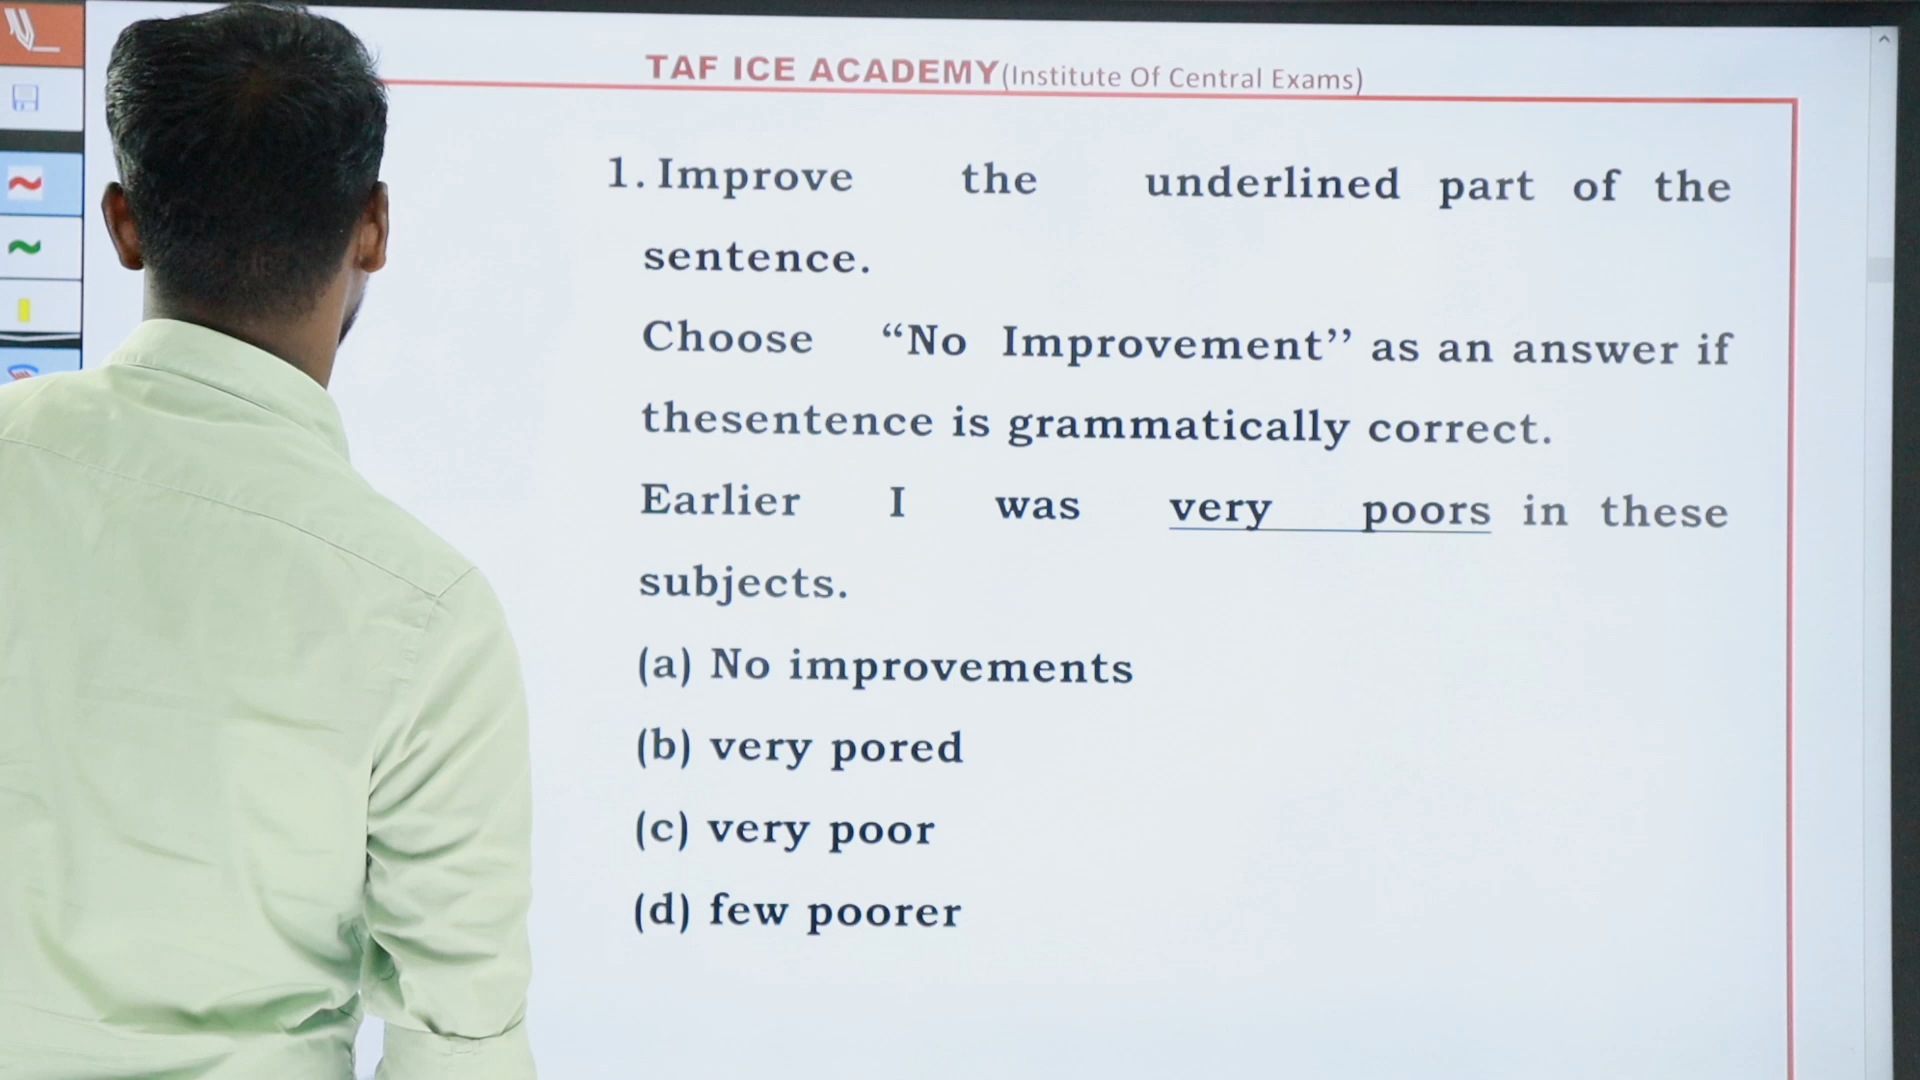 TAF ICE ACADEMY(Institute Of Central Exams)
1. Improve the underlined part of the
sentence.
Choose “No Improvement” as an answer if
thesentence is grammatically correct.
Earlier I was very poors in these
subjects.
(a) No improvements
(b) very pored
(c) very poor
(d) few poorer